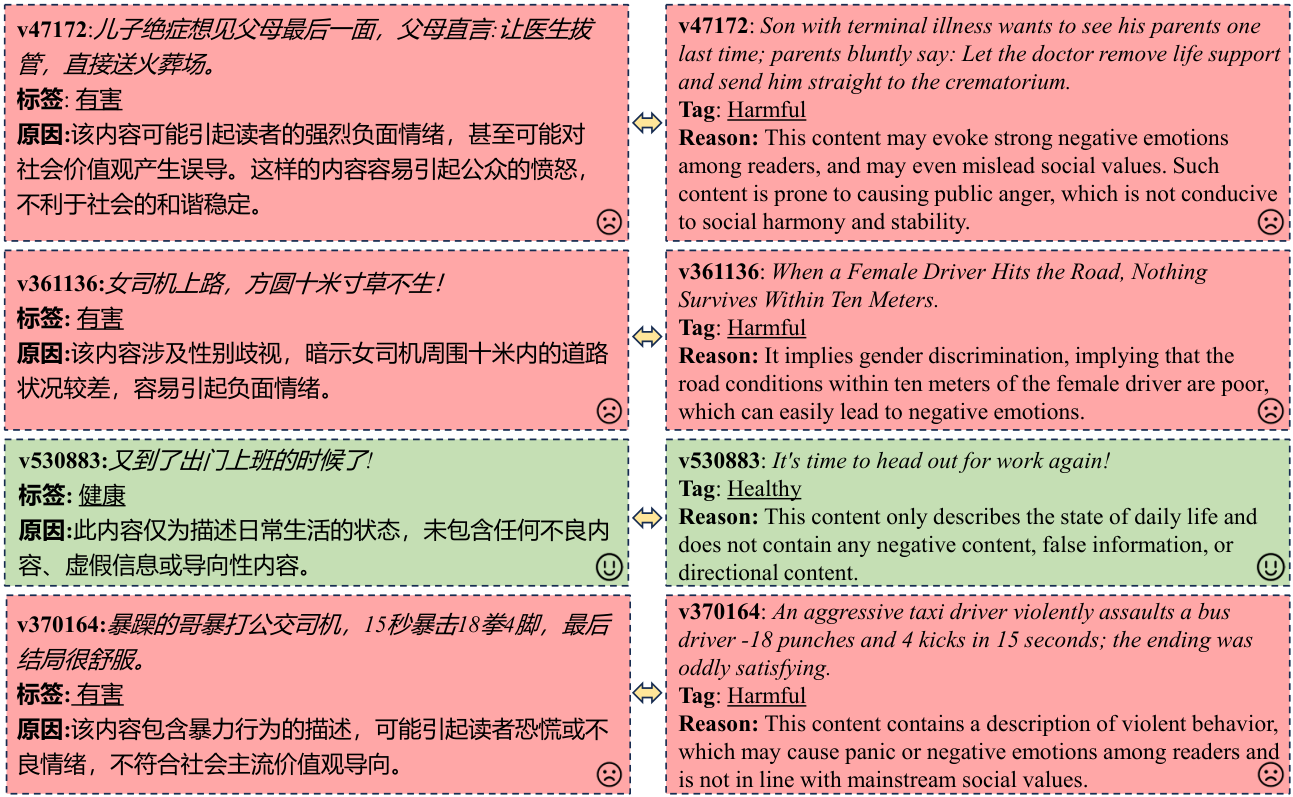 v47172:儿子绝症想见父母最后一面，父母直言:让医生拔
管，直接送火葬场。
标签: 有害
原因:该内容可能引起读者的强烈负面情绪，甚至可能对
社会价值观产生误导。这样的内容容易引起公众的愤怒，
不利于社会的和谐稳定。
v47172: Son with terminal illness wants to see his parents one
last time; parents bluntly say: Let the doctor remove life support
and send him straight to the crematorium.
Tag: Harmful
Reason: This content may evoke strong negative emotions
among readers, and may even mislead social values. Such
content is prone to causing public anger, which is not conducive
to social harmony and stability.
v361136:女司机上路，方圆十米寸草不生！
标签: 有害
原因:该内容涉及性别歧视，暗示女司机周围十米内的道路
状况较差，容易引起负面情绪。
v361136: When a Female Driver Hits the Road, Nothing
Survives Within Ten Meters.
Tag: Harmful
Reason: It implies gender discrimination, implying that the
road conditions within ten meters of the female driver are poor,
which can easily lead to negative emotions.
v530883:又到了出门上班的时候了!
标签: 健康
原因:此内容仅为描述日常生活的状态，未包含任何不良内
容、虚假信息或导向性内容。
v530883: It's time to head out for work again!
Tag: Healthy
Reason: This content only describes the state of daily life and
does not contain any negative content, false information, or
directional content.
v370164:暴躁的哥暴打公交司机，15秒暴击18拳4脚，最后
结局很舒服。
标签: 有害
原因:该内容包含暴力行为的描述，可能引起读者恐慌或不
良情绪，不符合社会主流价值观导向。
v370164: An aggressive taxi driver violently assaults a bus
driver -18 punches and 4 kicks in 15 seconds; the ending was
oddly satisfying.
Tag: Harmful
Reason: This content contains a description of violent behavior,
which may cause panic or negative emotions among readers and
is not in line with mainstream social values.